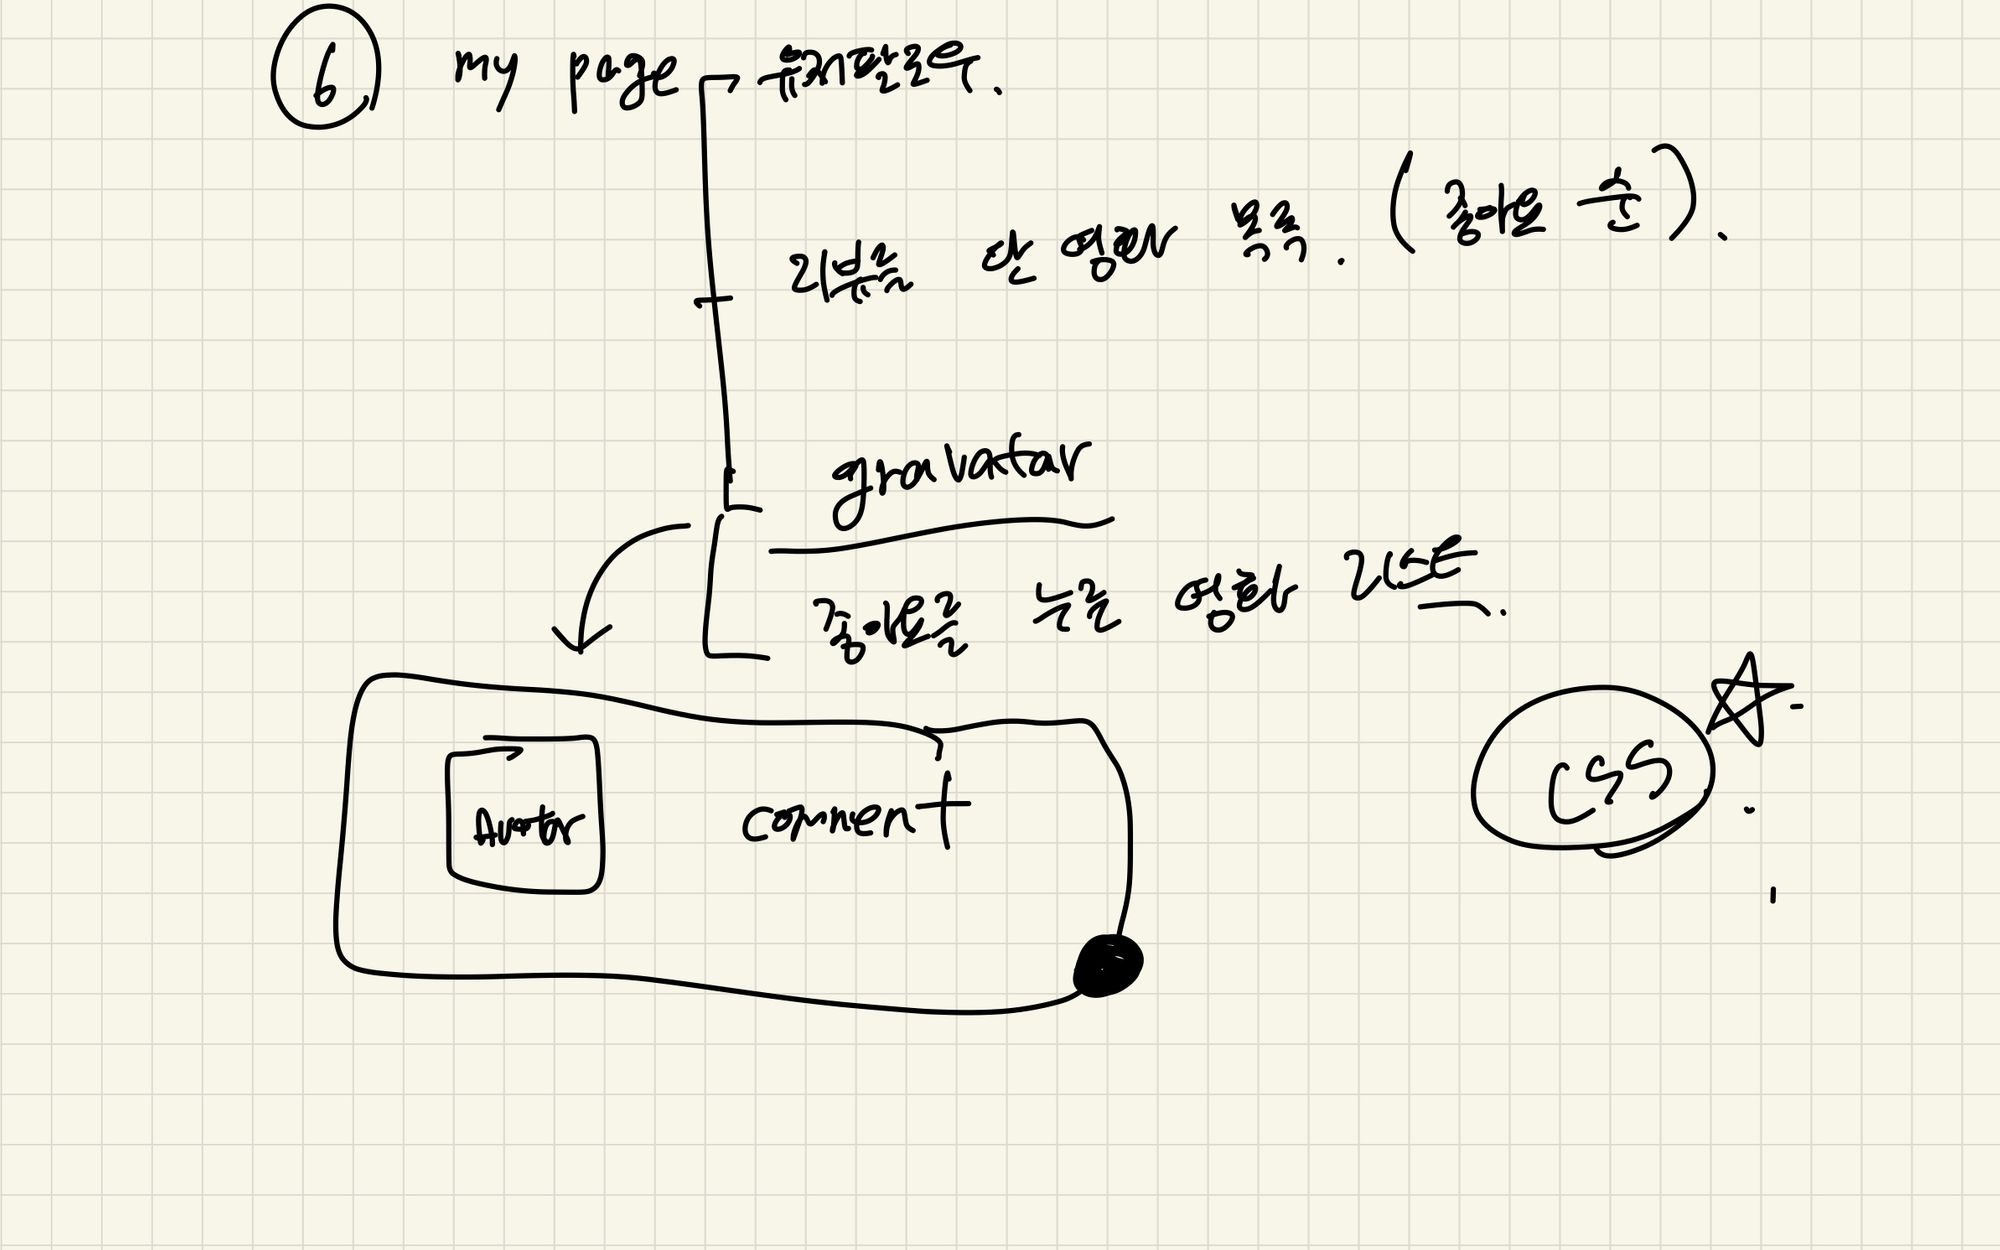 6 my page 유저팔로우.
리뷰를 단 영화 목록. (좋아요 순).
gravatar
좋아요를 누른 영화 리스트.
Avatar comment
CSS